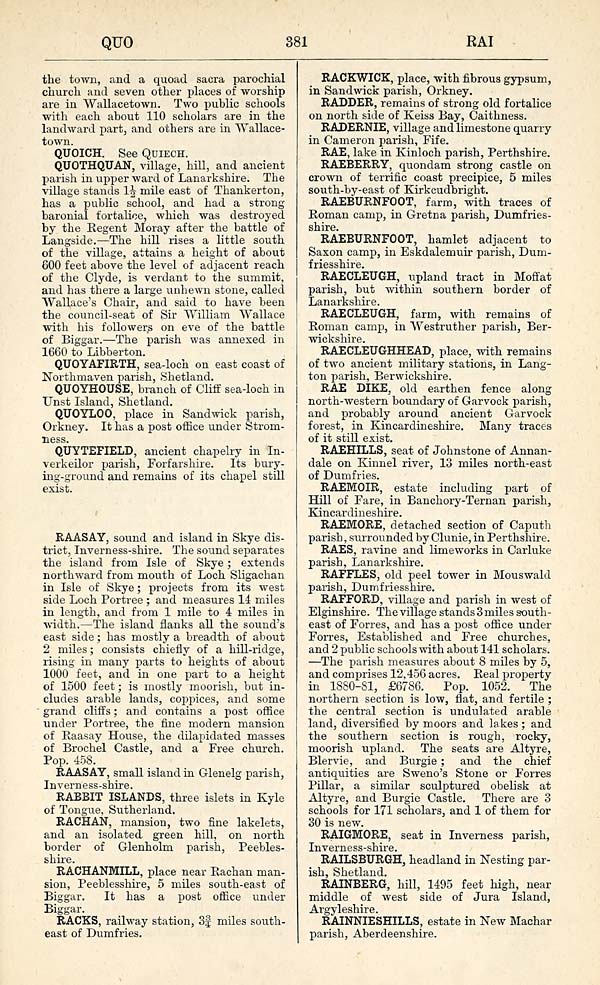 QUO 381 RAI
the town, and a quoad sacra parochial
church and seven other places of worship
are in Wallacetown. Two public schools
with each about 110 scholars are in the
landward part, and others are in Wallace-
town.
QUOICH. See QUIECH.
QUOTHQUAN, village, hill, and ancient
parish in upper ward of Lanarkshire. The
village stands 1½ mile east of Thankerton,
has a public school, and had a strong
baronial fortalice, which was destroyed
by the Regent Moray after the battle of
Langside.—The hill rises a little south
of the village, attains a height of about
600 feet above the level of adjacent reach
of the Clyde, is verdant to the summit,
and has there a large unhewn stone, called
Wallace's Chair, and said to have been
the council-seat of Sir William Wallace
with his followers on eve of the battle
of Biggar.—The parish was annexed in
1660 to Libberton.
QUOYAFIRTH, sea-loch on east coast of
Northmaven parish, Shetland.
QUOYHOUSE, branch of Cliff sea-loch in
Unst Island, Shetland.
QUOYLOO, place in Sandwick parish,
Orkney. It has a post office under Strom-
ness.
QUYTEFIELD, ancient chapelry in In-
verkeilor parish, Forfarshire. Its bury-
ing-ground and remains of its chapel still
exist.
RAASAY, sound and island in Skye dis-
trict, Inverness-shire. The sound separates
the island from Isle of Skye; extends
northward from mouth of Loch Sligachan
in Isle of Skye; projects from its west
side Loch Portree; and measures 14 miles
in length, and from 1 mile to 4 miles in
width.—The island flanks all the sound's
east side; has mostly a breadth of about
2 miles; consists chiefly of a hill-ridge,
rising in many parts to heights of about
1000 feet, and in one part to a height
of 1500 feet; is mostly moorish, but in-
cludes arable lands, coppices, and some
grand cliffs; and contains a post office
under Portree, the fine modern mansion
of Raasay House, the dilapidated masses
of Brochel Castle, and a Free church.
Pop. 458.
RAASAY, small island in Glenelg parish,
Inverness-shire.
RABBIT ISLANDS, three islets in Kyle
of Tongue, Sutherland.
RACHAN, mansion, two fine lakelets,
and an isolated green hill, on north
border of Glenholm parish, Peebles-
shire.
RACHANMILL, place near Rachan man-
sion, Peeblesshire, 5 miles south-east of
Biggar. It has a post office under
Biggar.
RACKS, railway station, 3¾ miles south-
east of Dumfries.
RACKWICK, place, with fibrous gypsum,
in Sandwick parish, Orkney.
RADDER, remains of strong old fortalice
on north side of Keiss Bay, Caithness.
RADERNIE, village and limestone quarry
in Cameron parish, Fife.
RAE, lake in Kinloch parish, Perthshire.
RAEBERRY, quondam strong castle on
crown of terrific coast precipice, 5 miles
south-by-east of Kirkcudbright.
RAEBURNFOOT, farm, with traces of
Roman camp, in Gretna parish, Dumfries-
shire.
RAEBURNFOOT, hamlet adjacent to
Saxon camp, in Eskdalemuir parish, Dum-
friesshire.
RAECLEUGH, upland tract in Moffat
parish, but within southern border of
Lanarkshire.
RAECLEUGH, farm, with remains of
Roman camp, in Westruther parish, Ber-
wickshire.
RAECLEUGHHEAD, place, with remains
of two ancient military stations, in Lang-
ton parish, Berwickshire.
RAE DIKE, old earthen fence along
north-western boundary of Garvock parish,
and probably around ancient Garvock
forest, in Kincardineshire. Many traces
of it still exist.
RAEHILLS, seat of Johnstone of Annan-
dale on Kinnel river, 13 miles north-east
of Dumfries.
RAEMOIR, estate including part of
Hill of Fare, in Banchory-Ternan parish,
Kincardineshire.
RAEMORE, detached section of Caputh
parish, surrounded by Clunie, in Perthshire.
RAES, ravine and limeworks in Carluke
parish, Lanarkshire.
RAFFLES, old peel tower in Mouswald
parish, Dumfriesshire.
RAFFORD, village and parish in west of
Elginshire. The village stands 3 miles south-
east of Forres, and has a post office under
Forres, Established and Free churches,
and 2 public schools with about 141 scholars.
—The parish measures about 8 miles by 5,
and comprises 12,456 acres. Real property
in 1880-81, £6786. Pop. 1052. The
northern section is low, flat, and fertile;
the central section is undulated arable
land, diversified by moors and lakes; and
the southern section is rough, rocky,
moorish upland. The seats are Altyre,
Blervie, and Burgie; and the chief
antiquities are Sweno's Stone or Forres
Pillar, a similar sculptured obelisk at
Altyre, and Burgie Castle. There are 3
schools for 171 scholars, and 1 of them for
30 is new.
RAIGMORE, seat in Inverness parish,
Inverness-shire.
RAILSBURGH, headland in Nesting par-
ish, Shetland.
RAINBERG, hill, 1495 feet high, near
middle of west side of Jura Island,
Argyleshire.
RAINNIESHILLS, estate in New Machar
parish, Aberdeenshire.